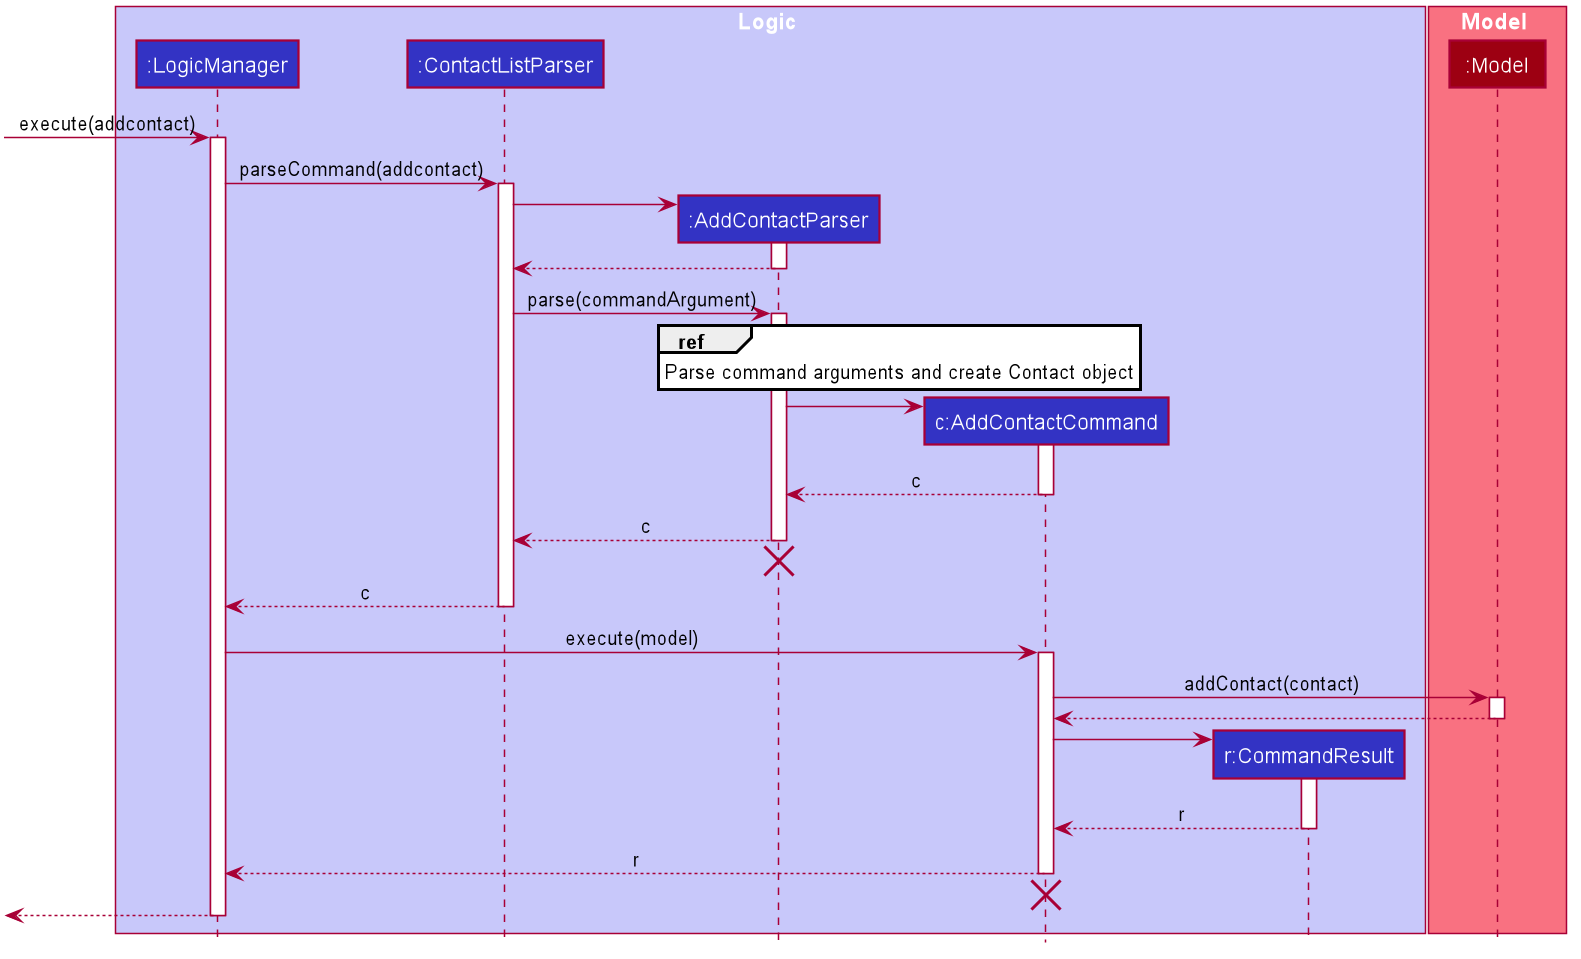 Logic
Model
:LogicManager
:ContactListParser
:Model
execute(addcontact)
parseCommand(addcontact)
:AddContactParser
parse(commandArgument)
ref
Parse command arguments and create Contact object
c:AddContactCommand
c
c
c
execute(model)
addContact(contact)
r:CommandResult
r
r